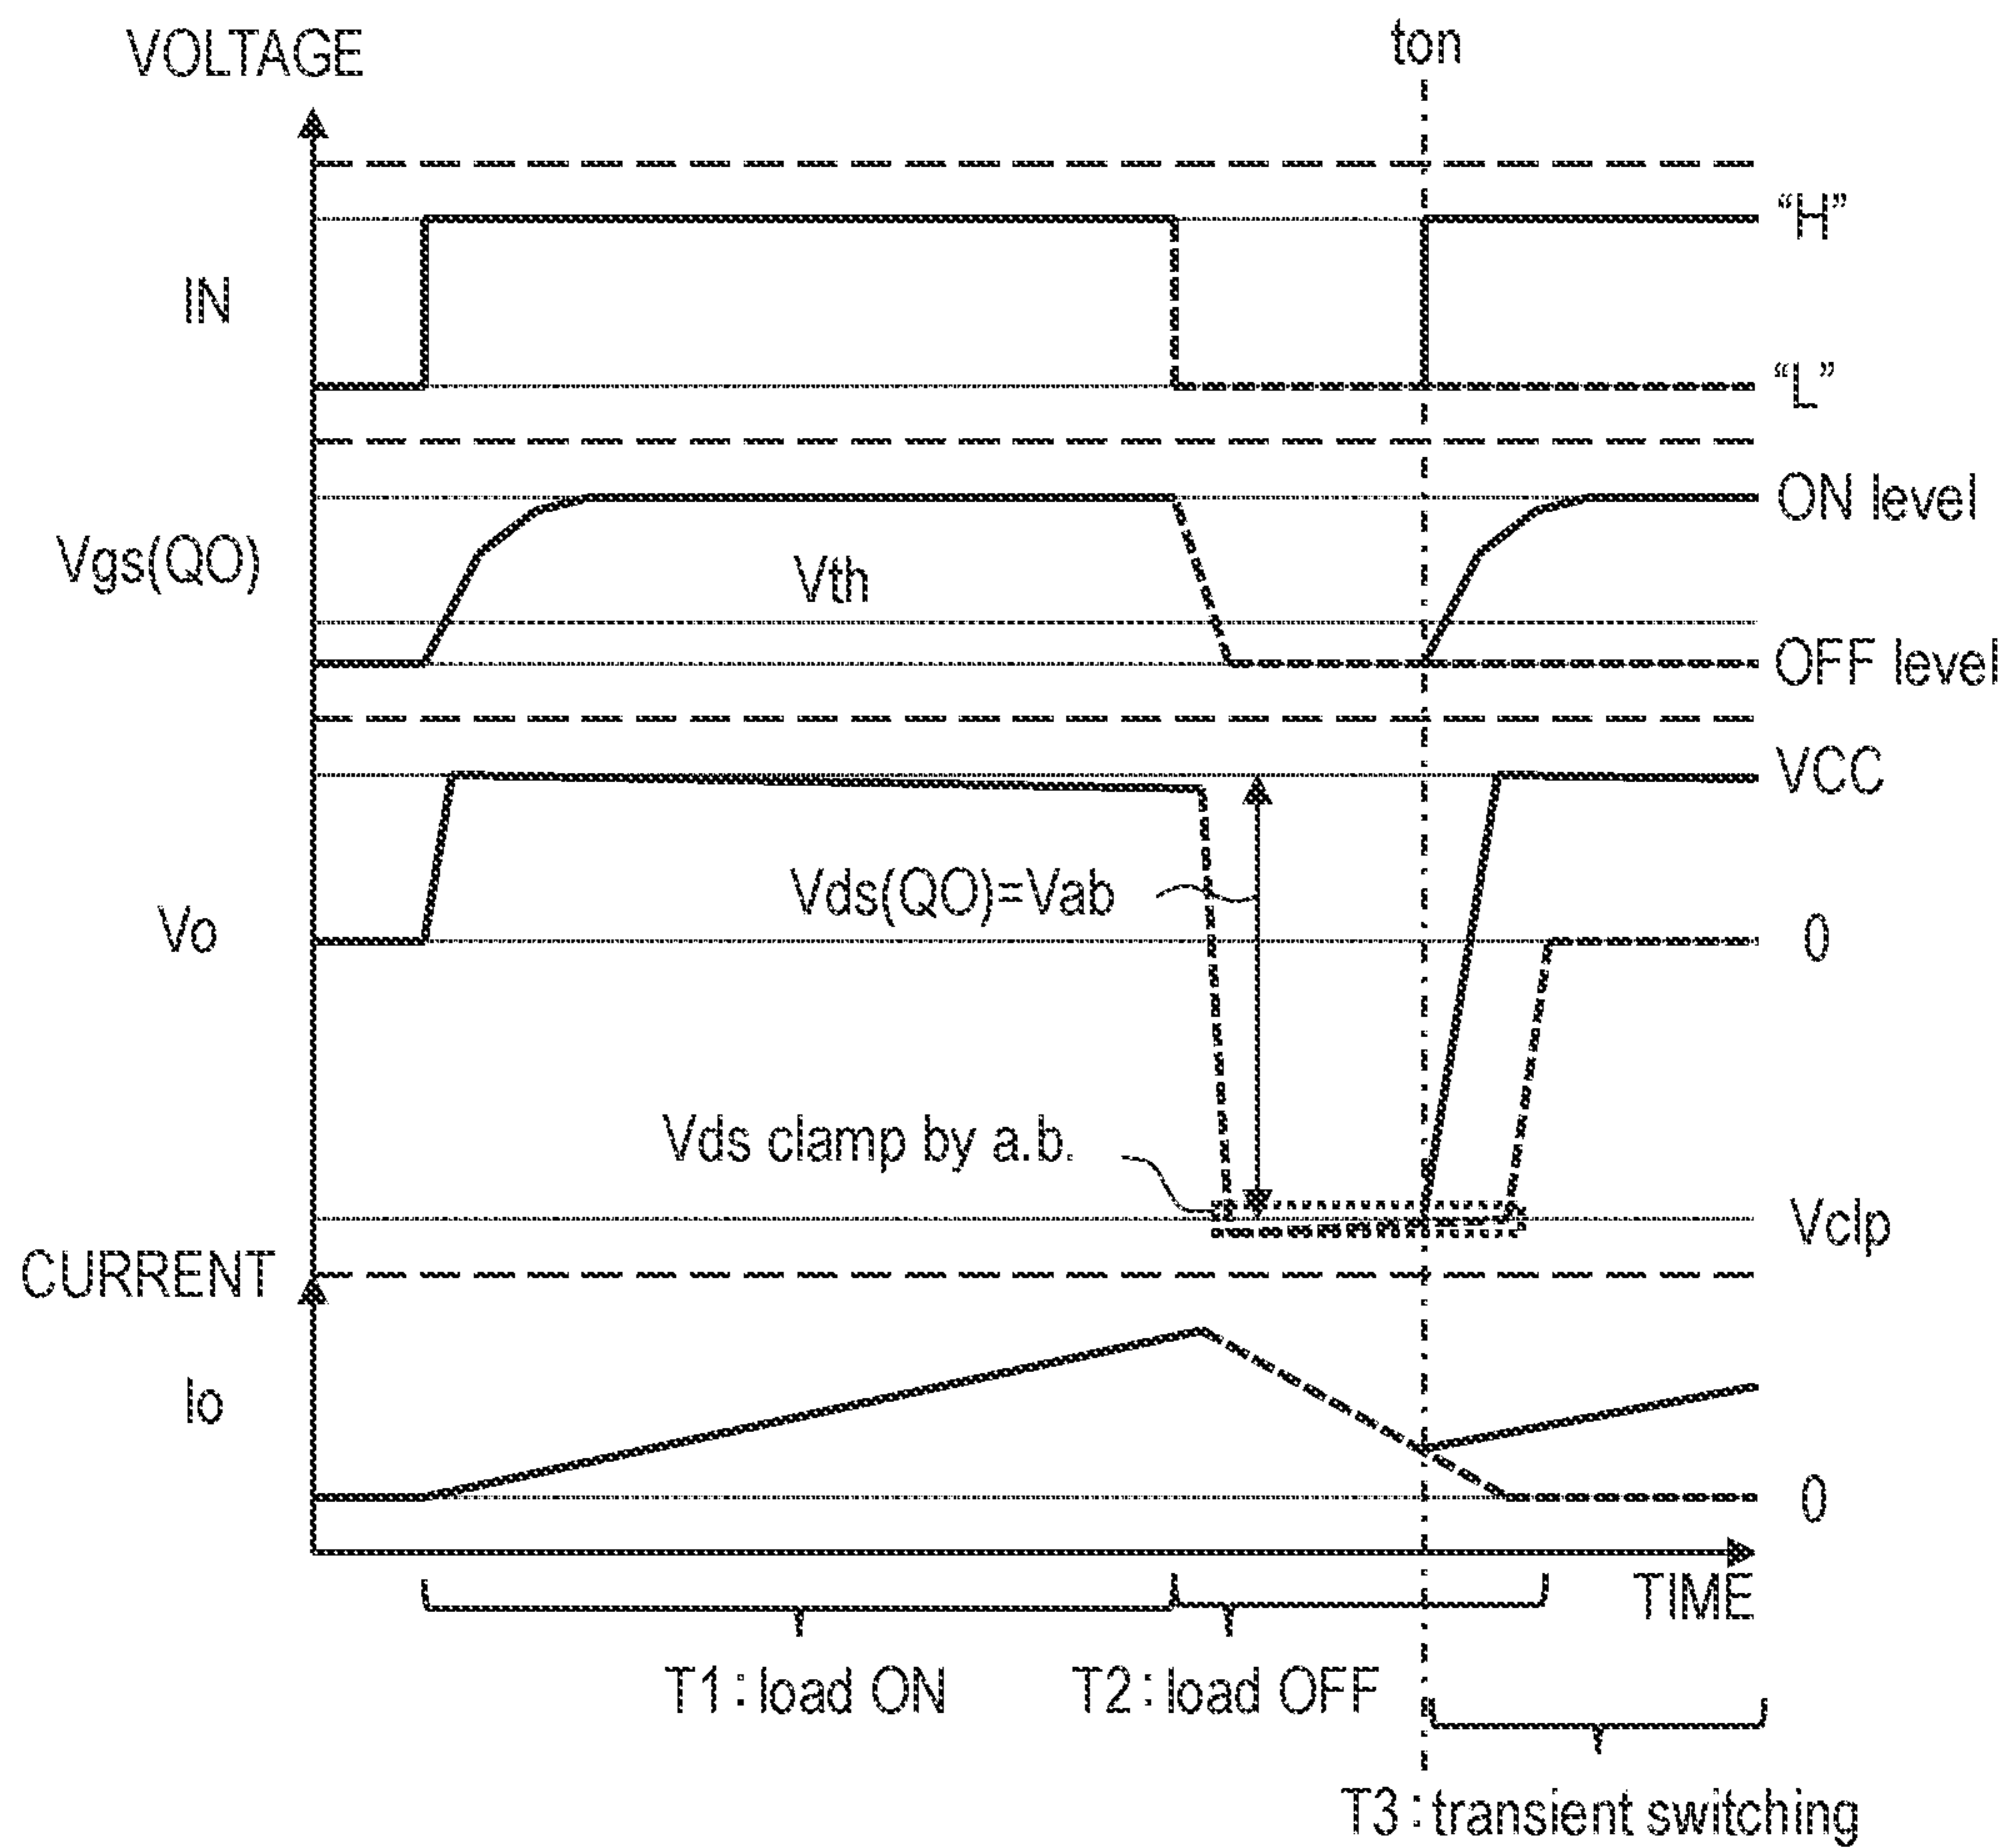 VOLTAGE
ton
IN
“H”
“L”
Vgs(QO)
Vth
ON level
OFF level
Vo
VCC
Vds(QO)=Vab
0
Vds clamp by a.b.
Vclp
CURRENT
Io
0
TIME
T1:load ON
T2:load OFF
T3:transient switching